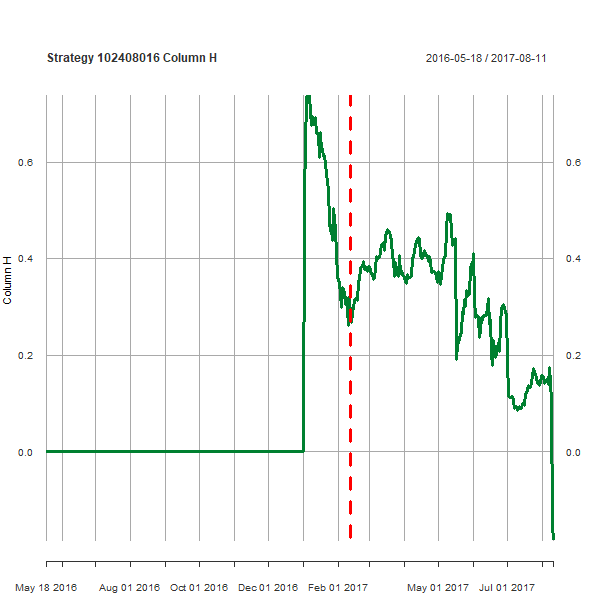 Strategy 102408016 Column H
2016-05-18 / 2017-08-11
0.6
0.6
0.4
0.4
0.2
0.2
0.0
0.0
Column H
May 18 2016
Aug 01 2016
Oct 01 2016
Dec 01 2016
Feb 01 2017
May 01 2017
Jul 01 2017